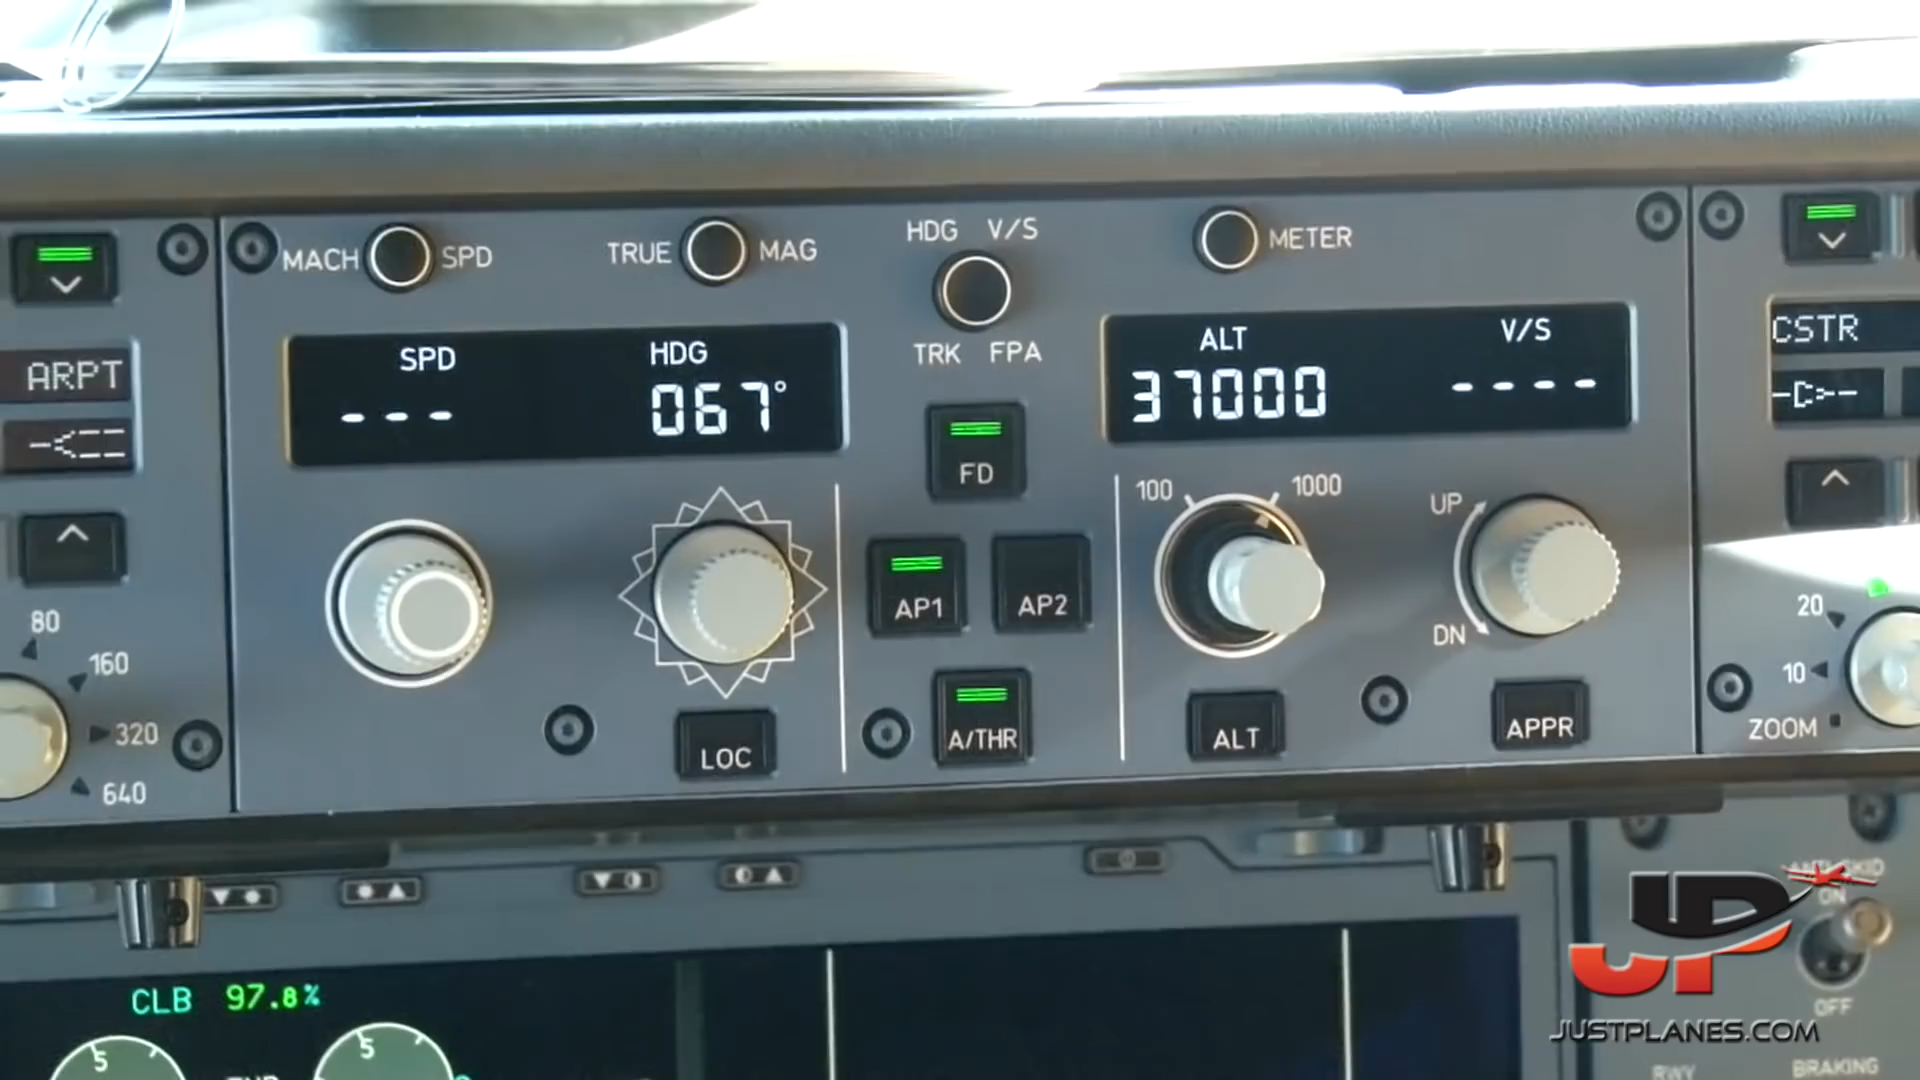 HDG V/S
MACH SPD
TRUE MAG
METER
TRK FPA
SPD HDG
--- 067°
ALT V/S
37000 ----
ARPT
CSTR
FD
100 1000
UP
DN
AP1 AP2
80
160
320
640
20
10
ZOOM
LOC
A/THR
ALT
APPR
ANTI-SKID
ON
OFF
CLB 97.8%
5 5
JP
JUSTPLANES.COM
RWY
BRAKING